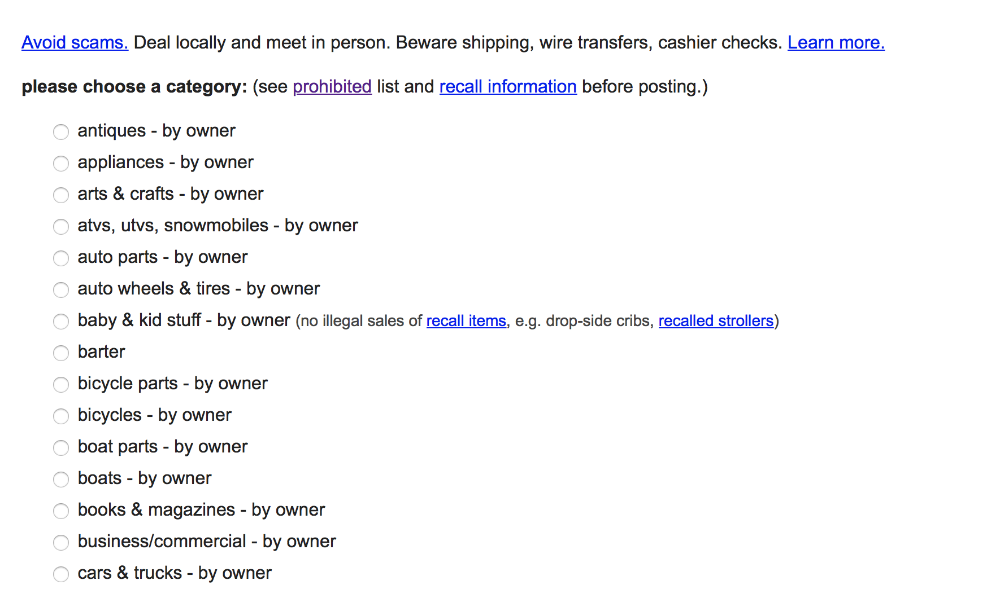 Avoid scams. Deal locally and meet in person. Beware shipping, wire transfers, cashier checks. Learn more.
please choose a category: (see prohibited list and recall information before posting.)
antiques - by owner
appliances - by owner
arts & crafts - by owner
atvs, utvs, snowmobiles - by owner
auto parts - by owner
auto wheels & tires - by owner
baby & kid stuff - by owner (no illegal sales of recall items, e.g. drop-side cribs, recalled strollers)
barter
bicycle parts - by owner
bicycles - by owner
boat parts - by owner
boats - by owner
books & magazines - by owner
business/commercial - by owner
cars & trucks - by owner